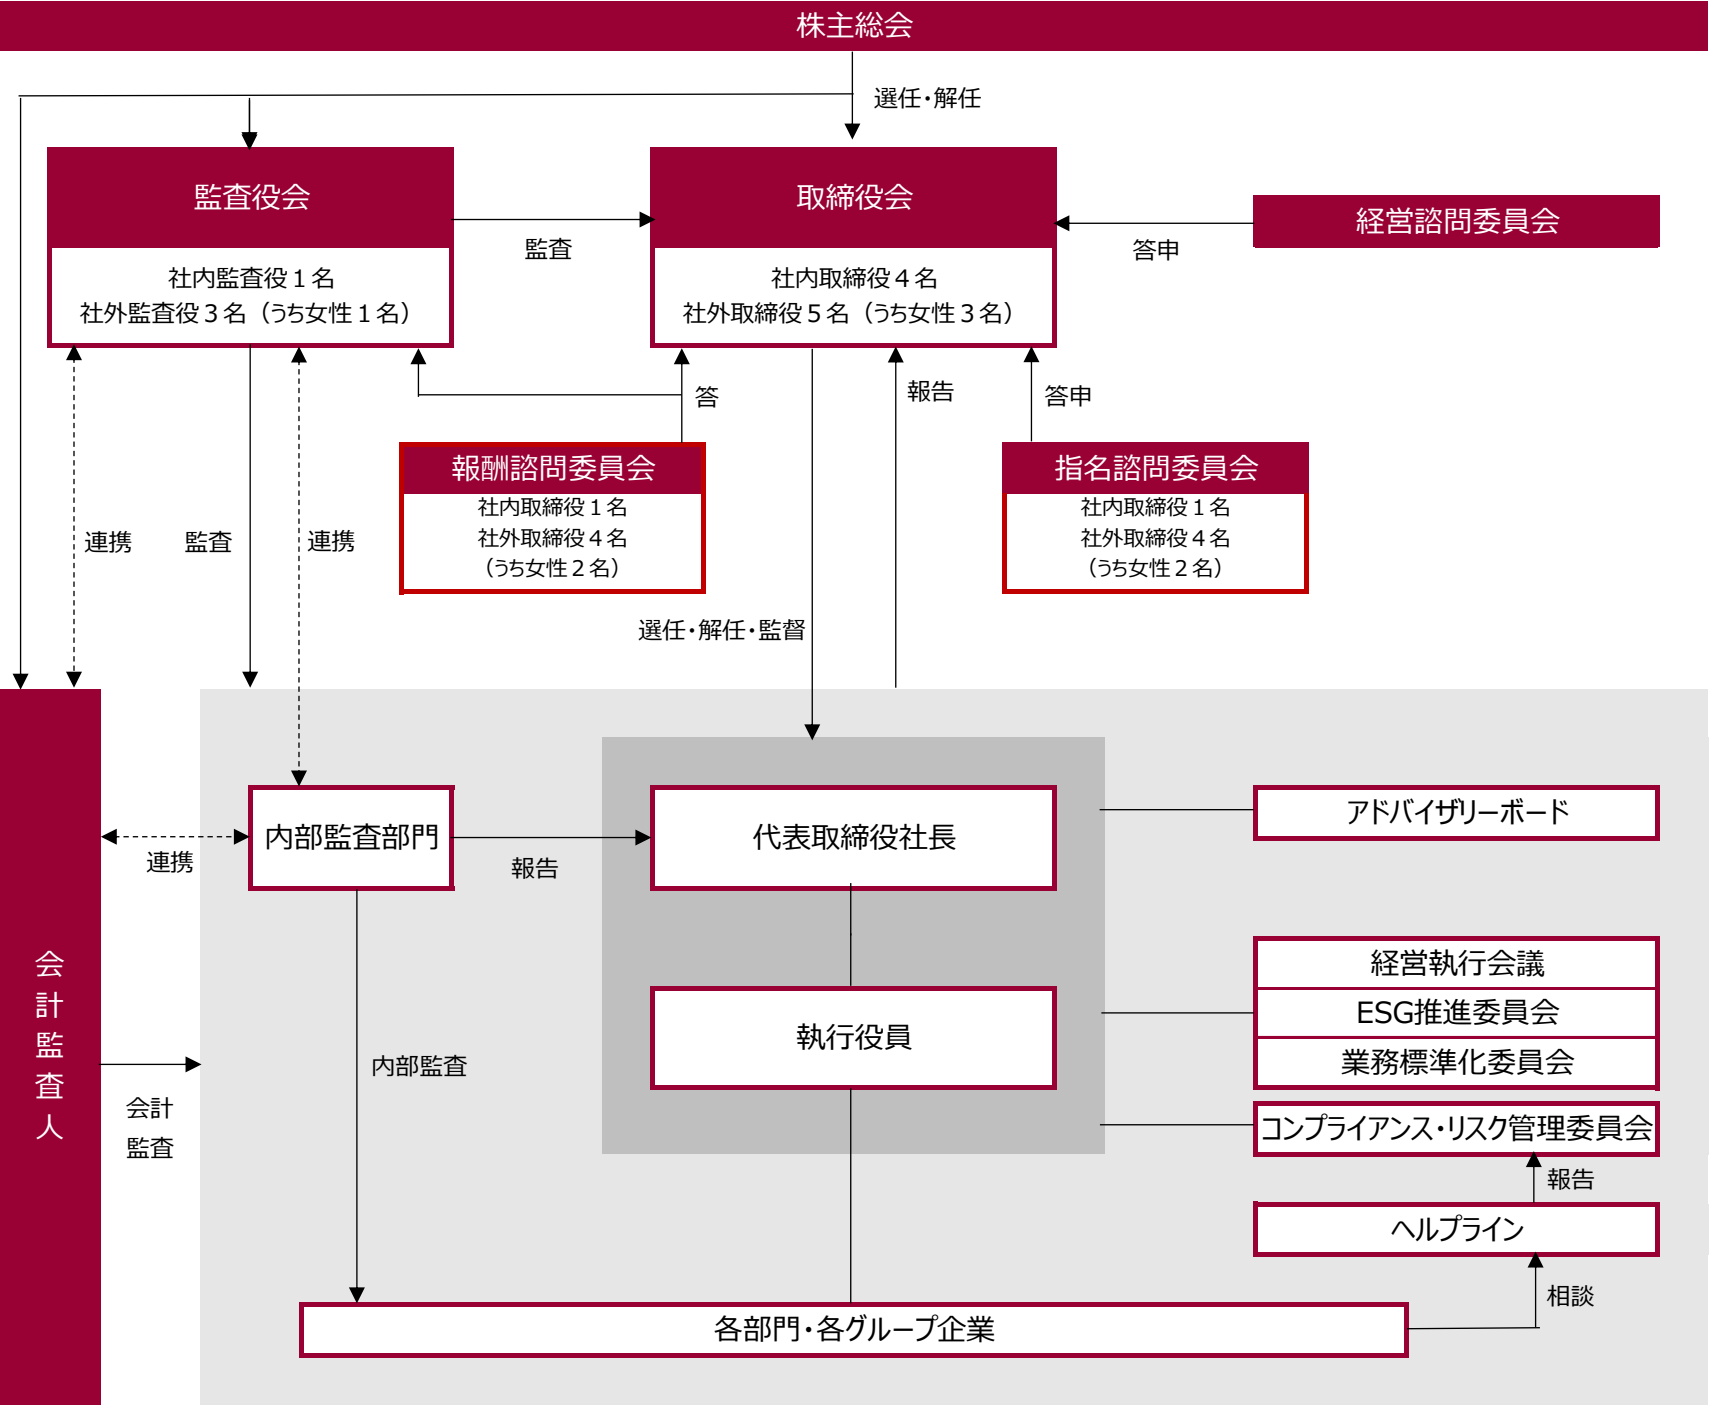 株主総会
選任・解任
監査役会
取締役会
経営諮問委員会
監査
答申
社内監査役１名
社外監査役３名（うち女性１名）
社内取締役４名
社外取締役５名（うち女性３名）
答
報告
答申
報酬諮問委員会
社内取締役１名
社外取締役４名
（うち女性２名）
指名諮問委員会
社内取締役１名
社外取締役４名
（うち女性２名）
連携
監査
連携
選任・解任・監督
内部監査部門
代表取締役社長
アドバイザリーボード
連携
報告
会計監査人
経営執行会議
ESG推進委員会
業務標準化委員会
執行役員
内部監査
会計
監査
コンプライアンス・リスク管理委員会
報告
ヘルプライン
相談
各部門・各グループ企業